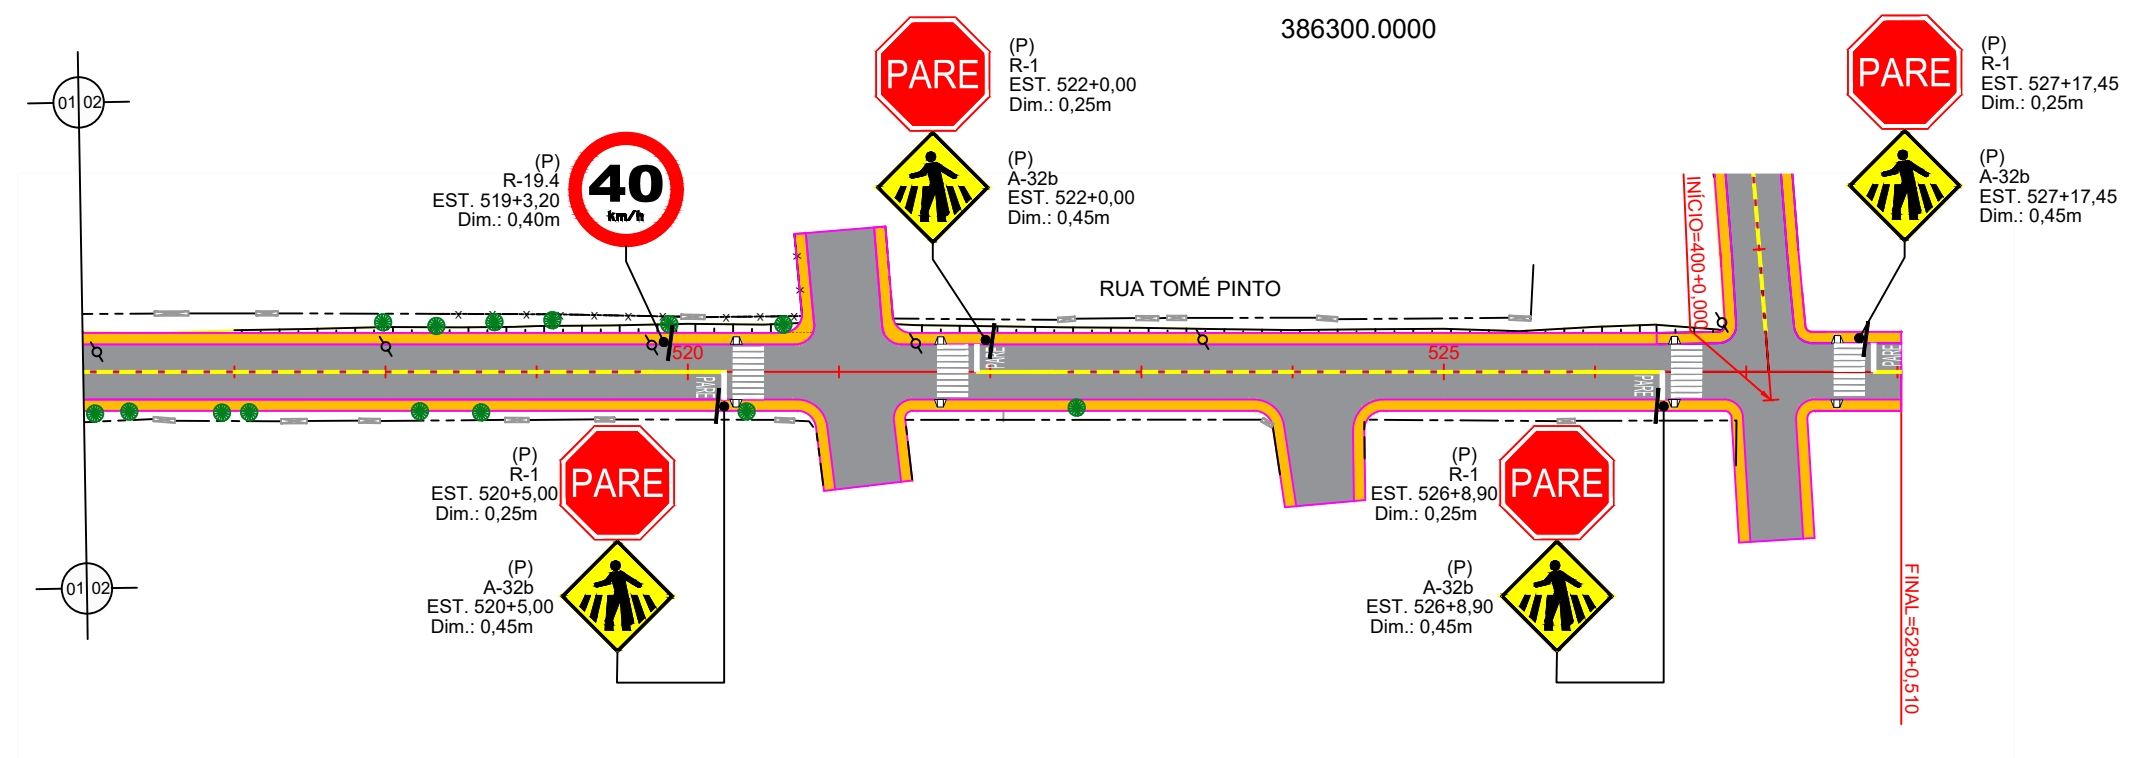 386300.0000
01 02
(P)
R-19.4
EST. 519+3,20
Dim.: 0,40m
40
km/h
PARE
(P)
R-1
EST. 522+0,00
Dim.: 0,25m
(P)
A-32b
EST. 522+0,00
Dim.: 0,45m
PARE
(P)
R-1
EST. 527+17,45
Dim.: 0,25m
(P)
A-32b
EST. 527+17,45
Dim.: 0,45m
RUA TOMÉ PINTO
INÍCIO=400+0,000
520
525
PARE
PARE
PARE
PARE
(P)
R-1
EST. 520+5,00
Dim.: 0,25m
PARE
(P)
A-32b
EST. 520+5,00
Dim.: 0,45m
(P)
R-1
EST. 526+8,90
Dim.: 0,25m
PARE
(P)
A-32b
EST. 526+8,90
Dim.: 0,45m
01 02
FINAL=528+0,510